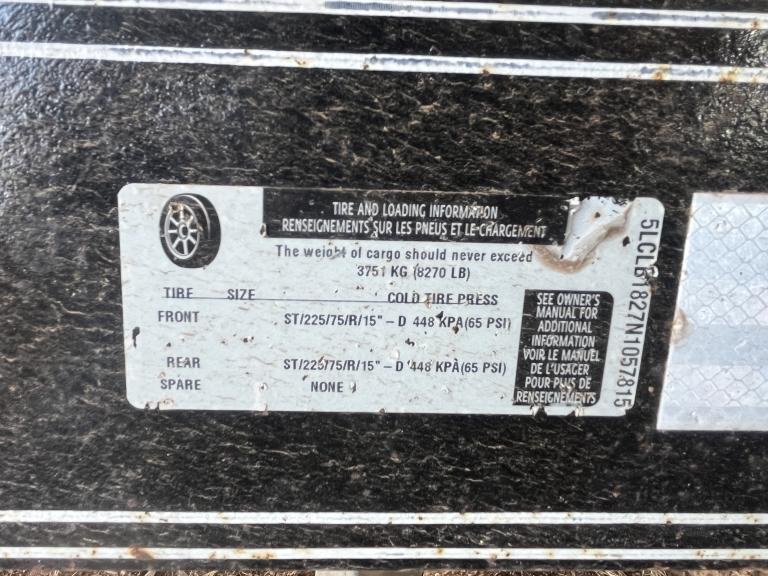 TIRE AND LOADING INFORMATION
RENSEIGNEMENTS SUR LES PNEUS ET LE CHARGEMENT
The weight of cargo should never exceed
3751 KG (8270 LB)
TIRE SIZE COLD TIRE PRESS
FRONT ST/225/75/R/15" - D 448 KPA(65 PSI)
REAR ST/225/75/R/15" - D 448 KPA(65 PSI)
SPARE NONE
SEE OWNER'S
MANUAL FOR
ADDITIONAL
INFORMATION
VOIR LE MANUEL
DE L'USAGER
POUR PLUS DE
RENSEIGNEMENTS
5LCLB1827N1057815